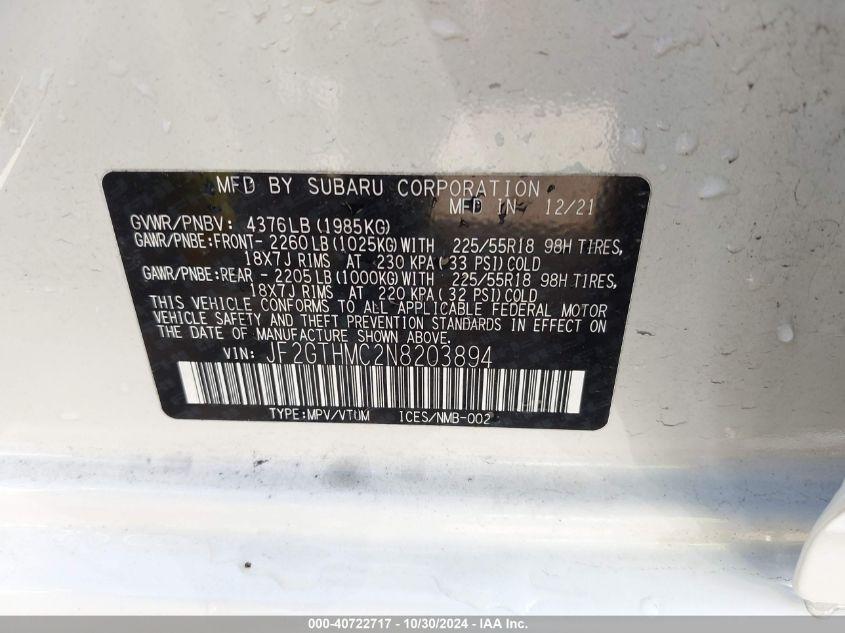 MFD BY SUBARU CORPORATION
MFD IN 12/21
GVWR/PNBV: 4376LB(1985KG)
GAWR/PNBE:FRONT- 2260LB(1025KG)WITH 225/55R18 98H TIRES,
18X7J RIMS AT 230 KPA(33 PSI)COLD
GAWR/PNBE:REAR - 2205LB(1000KG)WITH 225/55R18 98H TIRES,
18X7J RIMS AT 220 KPA(32 PSI)COLD
THIS VEHICLE CONFORMS TO ALL APPLICABLE FEDERAL MOTOR
VEHICLE SAFETY AND THEFT PREVENTION STANDARDS IN EFFECT ON
THE DATE OF MANUFACTURE SHOWN ABOVE.
VIN: JF2GTHMC2N8203894
TYPE:MPV/VTUM ICES/NMB-002
000-40722717 - 10/30/2024 - IAA Inc.